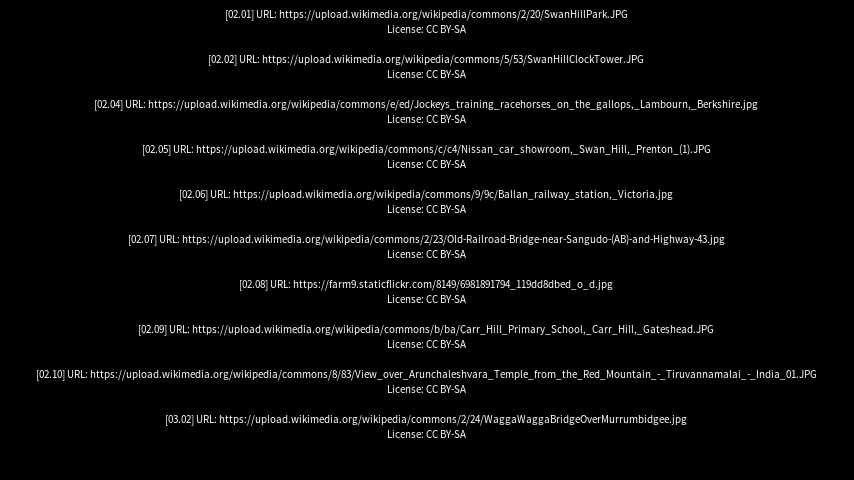 [02.01] URL: https://upload.wikimedia.org/wikipedia/commons/2/20/SwanHillPark.JPG
License: CC BY-SA
[02.02] URL: https://upload.wikimedia.org/wikipedia/commons/5/53/SwanHillClockTower.JPG
License: CC BY-SA
[02.04] URL: https://upload.wikimedia.org/wikipedia/commons/e/ed/Jockeys_training_racehorses_on_the_gallops,_Lambourn,_Berkshire.jpg
License: CC BY-SA
[02.05] URL: https://upload.wikimedia.org/wikipedia/commons/c/c4/Nissan_car_showroom,_Swan_Hill,_Prenton_(1).JPG
License: CC BY-SA
[02.06] URL: https://upload.wikimedia.org/wikipedia/commons/9/9c/Ballan_railway_station,_Victoria.jpg
License: CC BY-SA
[02.07] URL: https://upload.wikimedia.org/wikipedia/commons/2/23/Old-Railroad-Bridge-near-Sangudo-(AB)-and-Highway-43.jpg
License: CC BY-SA
[02.08] URL: https://farm9.staticflickr.com/8149/6981891794_119dd8dbed_o_d.jpg
License: CC BY-SA
[02.09] URL: https://upload.wikimedia.org/wikipedia/commons/b/ba/Carr_Hill_Primary_School,_Carr_Hill,_Gateshead.JPG
License: CC BY-SA
[02.10] URL: https://upload.wikimedia.org/wikipedia/commons/8/83/View_over_Arunchaleshvara_Temple_from_the_Red_Mountain_-_Tiruvannamalai_-_India_01.JPG
License: CC BY-SA
[03.02] URL: https://upload.wikimedia.org/wikipedia/commons/2/24/WaggaWaggaBridgeOverMurrumbidgee.jpg
License: CC BY-SA